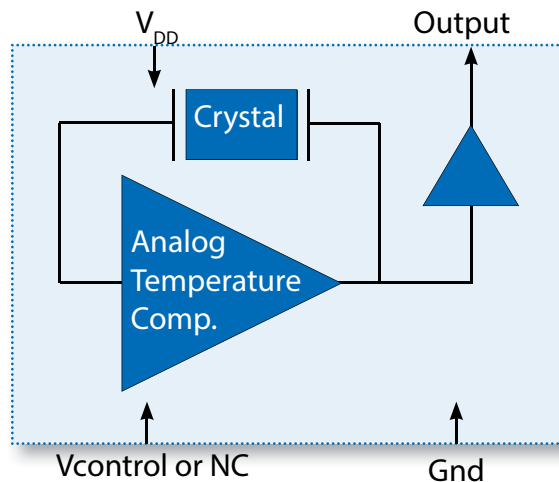 VDD
Output
Crystal
Analog
Temperature
Comp.
Vcontrol or NC
Gnd